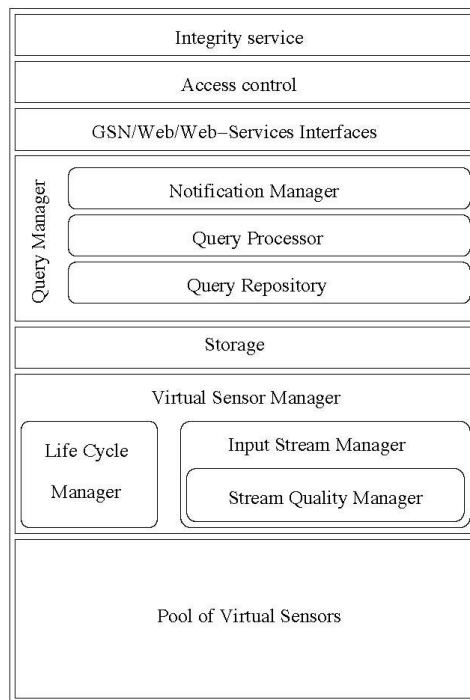 Integrity service
Access control
GSN/Web/Web-Services Interfaces
Query Manager
Notification Manager
Query Processor
Query Repository
Storage
Virtual Sensor Manager
Life Cycle
Manager
Input Stream Manager
Stream Quality Manager
Pool of Virtual Sensors